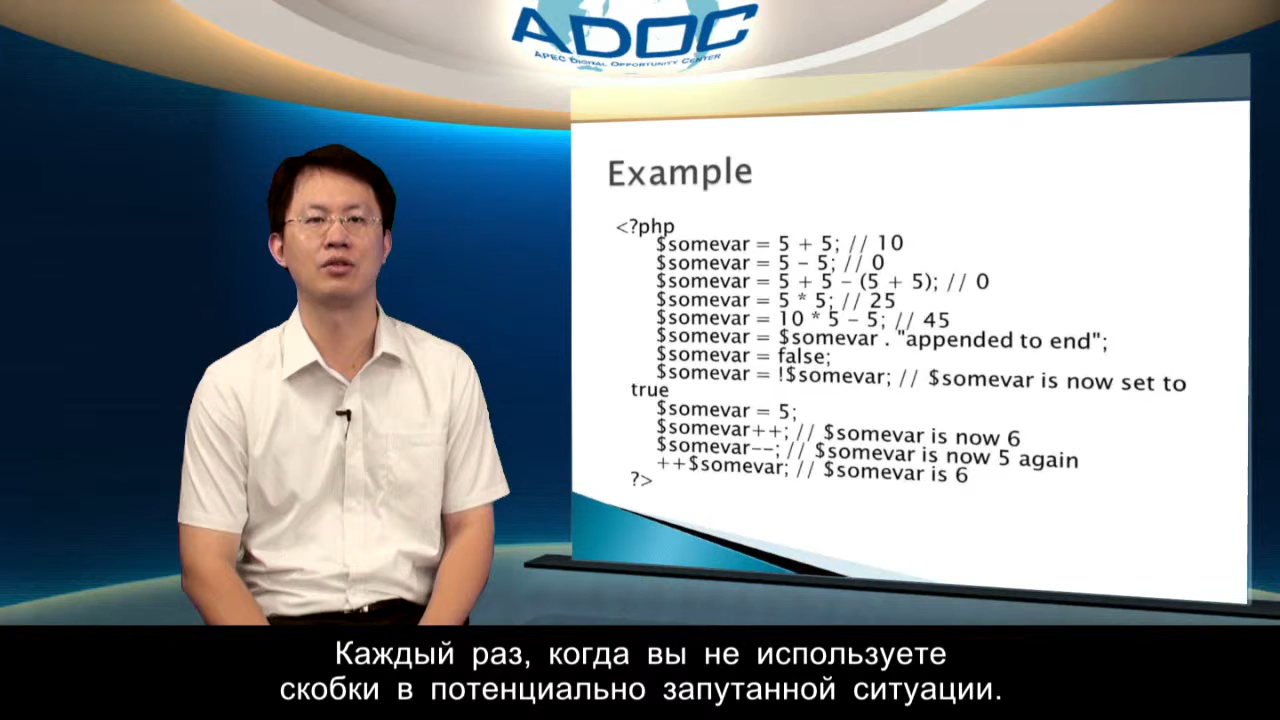 ADOC
APEC DIGITAL OPPORTUNITY CENTER
Example
<?php
$somevar = 5 + 5; // 10
$somevar = 5 - 5; // 0
$somevar = 5 + 5 - (5 + 5); // 0
$somevar = 5 * 5; // 25
$somevar = 10 * 5 - 5; // 45
$somevar = $somevar . "appended to end";
$somevar = false;
$somevar = !$somevar; // $somevar is now set to
true
$somevar = 5;
$somevar++; // $somevar is now 6
$somevar--; // $somevar is now 5 again
++$somevar; // $somevar is 6
?>
Каждый раз, когда вы не используете
скобки в потенциально запутанной ситуации.